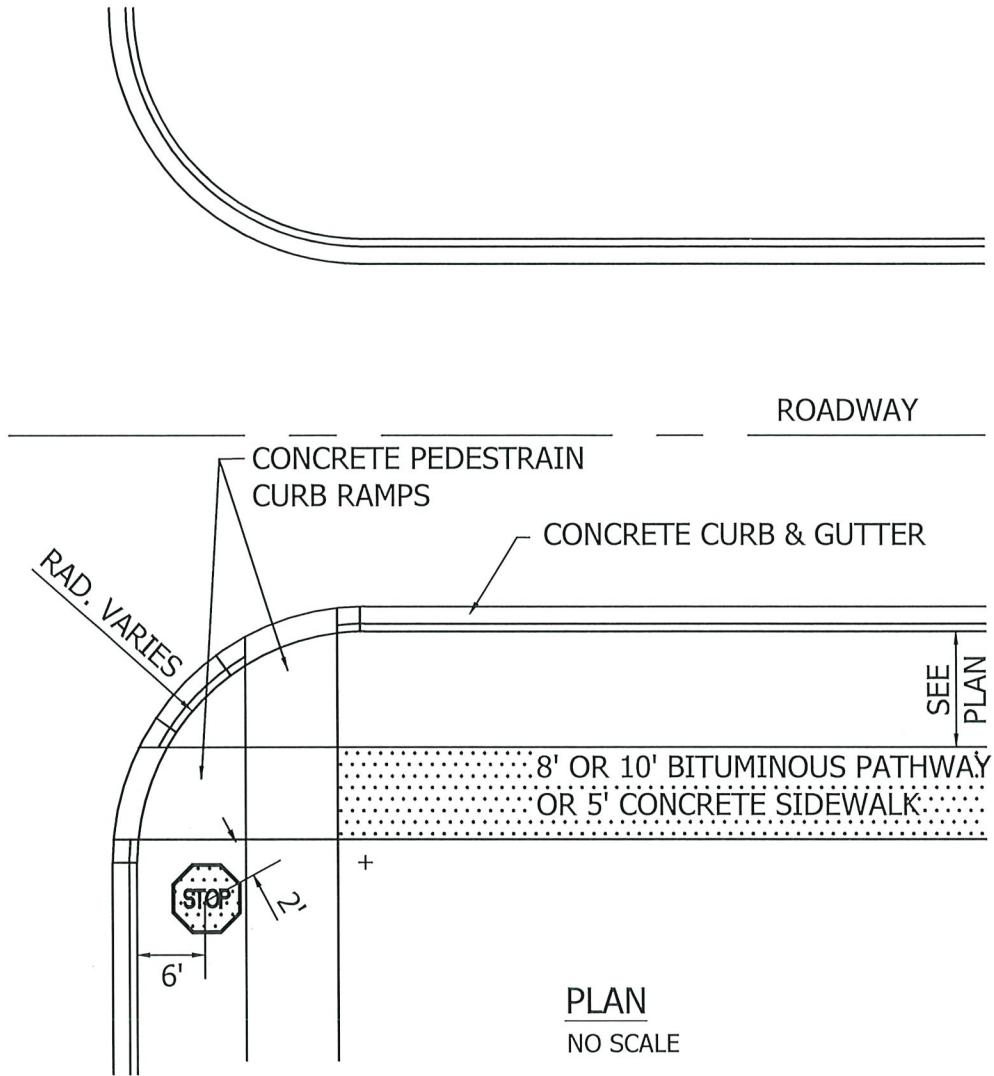 ROADWAY
CONCRETE PEDESTRAIN
CURB RAMPS
CONCRETE CURB & GUTTER
RAD. VARIES
SEE
PLAN
8' OR 10' BITUMINOUS PATHWAY
OR 5' CONCRETE SIDEWALK
STOP
2'
6'
PLAN
NO SCALE